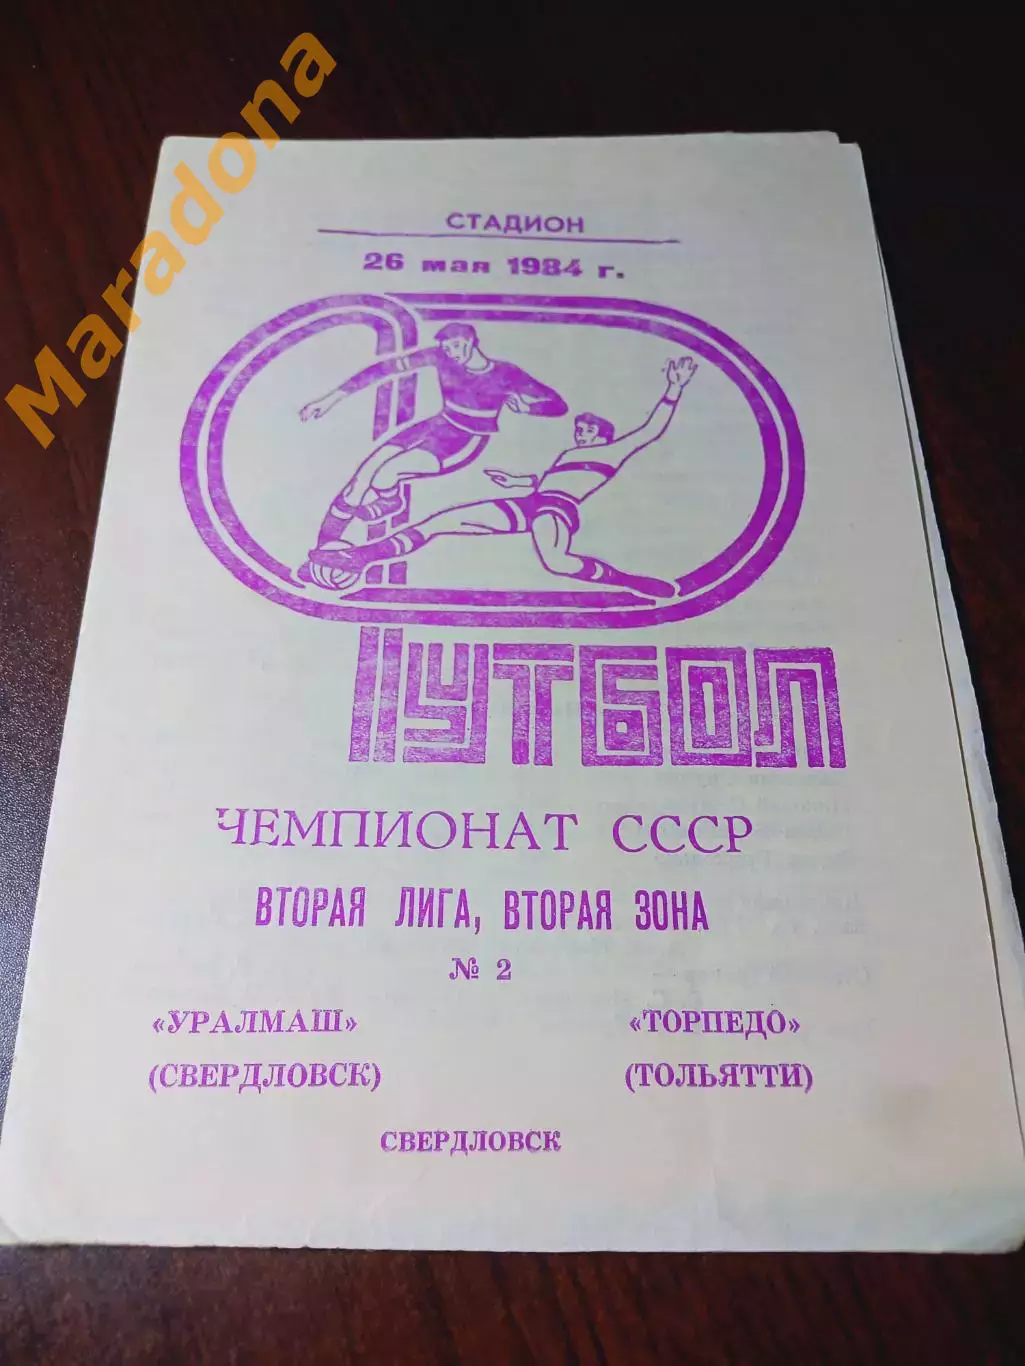 Maradona
СТАДИОН
26 мая 1984 г.
ФУТБОЛ
ЧЕМПИОНАТ СССР
ВТОРАЯ ЛИГА, ВТОРАЯ ЗОНА
№ 2
«УРАЛМАШ» «ТОРПЕДО»
(СВЕРДЛОВСК) (ТОЛЬЯТТИ)
СВЕРДЛОВСК